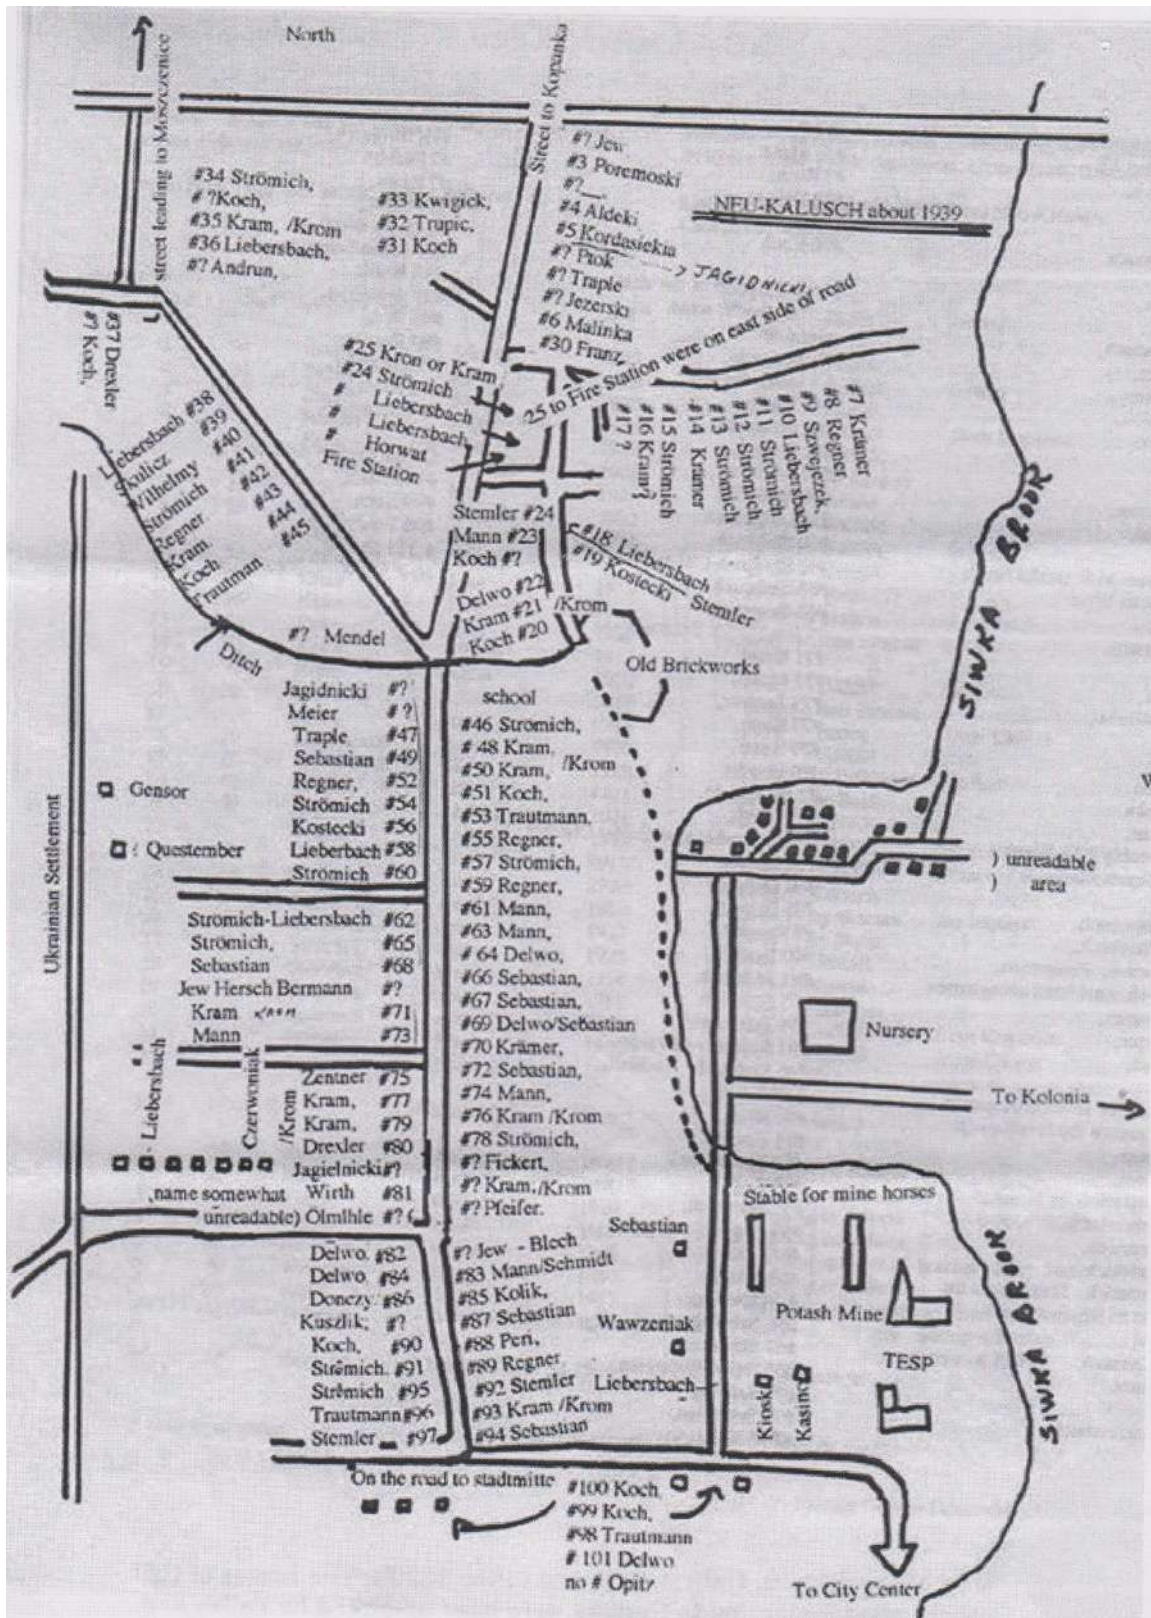 North
street leading to Moszczenice
Street to Kopanka
#34 Strömich,
# ?Koch,
#35 Kram, /Krom
#36 Liebersbach,
#? Andrun,
#33 Kwigick,
#32 Trupic,
#31 Koch
#? Jew
#3 Poremoski
#?__,
#4 Aldeki
#5 Kordasiekia
#? Ptok
JAGIDNICKI
#? Traple
#? Jezerski
#6 Malinka
#30 Franz,
NEU-KALUSCH about 1939
25 to Fire Station were on east side of road
#37 Drexler
#? Koch,
#25 Kron or Kram
#24 Strömich
# Liebersbach
# Liebersbach,
# Horwat
Fire Station
#7 Krämer
#8 Regner
#9 Szwejezek,
#10 Liebersbach
#11 Strömich
#12 Strömich,
#13 Strömich
#14 Krämer
#15 Strömich
#16 Kram?
#17 ?
Liebersbach #38
Skulicz #39
Wilhelmy #40
Strömich #41
Regner #42
Kram. #43
Koch #44
Trautman #45
Stemler #24
Mann #23
Koch #?
#18 Liebersbach
#19 Kostecki Stemler
Delwo #22
Kram #21 /Krom
Koch #20
#? Mendel
Ditch
Old Brickworks
SIWKA BROOR
Jagidnicki #?
Meier #?
Traple #47
Sebastian #49
Regner, #52
Strömich #54
Kostecki #56
Lieberbach #58
Strömich #60
school
#46 Strömich,
# 48 Kram,
#50 Kram, /Krom
#51 Koch,
#53 Trautmann,
#55 Regner,
#57 Strömich,
#59 Regner,
#61 Mann,
#63 Mann,
# 64 Delwo,
#66 Sebastian,
#67 Sebastian,
#69 Delwo/Sebastian
#70 Krämer,
#72 Sebastian,
#74 Mann,
#76 Kram /Krom
#78 Strömich,
#? Fickert,
#? Kram,/Krom
#? Pfeifer.
Gensor
Questember
Ukrainian Settlement
W
) unreadable
) area
Stromich-Liebersbach #62
Strömich, #65
Sebastian #68
Jew Hersch Bermann #?
Kram #71
Mann #73
Nursery
To Kolonia
Liebersbach
Czerwoniak
/Krom
Zentner #75
Kram, #77
Kram, #79
Drexler #80
Jagielnicki#?
,name somewhat Wirth #81
unreadable) Olmihle #?
Stable for mine horses
Sebastian
Potash Mine
Wawzeniak
TESP
Liebersbach
Kiosk
Kasino
SIWKA BROOR
Delwo. #82
Delwo #84
Donczy. #86
Kuszlik; #?
Koch, #90
Strömich. #91
Strömich #95
Trautmann#96
Stemler #97
#? Jew - Blech
#83 Mann/Schmidt
#85 Kolik,
#87 Sebastian
#88 Peri,
#89 Regner
#92 Stemler
#93 Kram /Krom
#94 Sebastian
On the road to stadtmitte
#100 Koch,
#99 Koch,
#98 Trautmann
# 101 Delwo
no # Opitz
To City Center